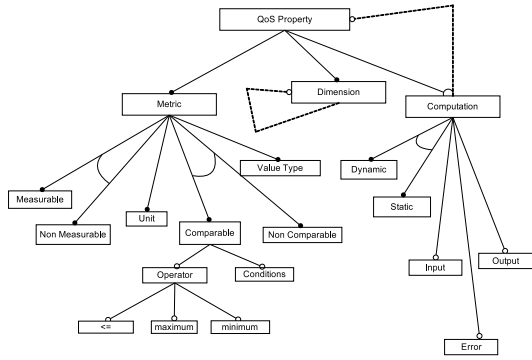 QoS Property
Metric
Dimension
Computation
Measurable
Non Measurable
Unit
Comparable
Value Type
Non Comparable
Dynamic
Static
Input
Output
Operator
Conditions
<=
maximum
minimum
Error